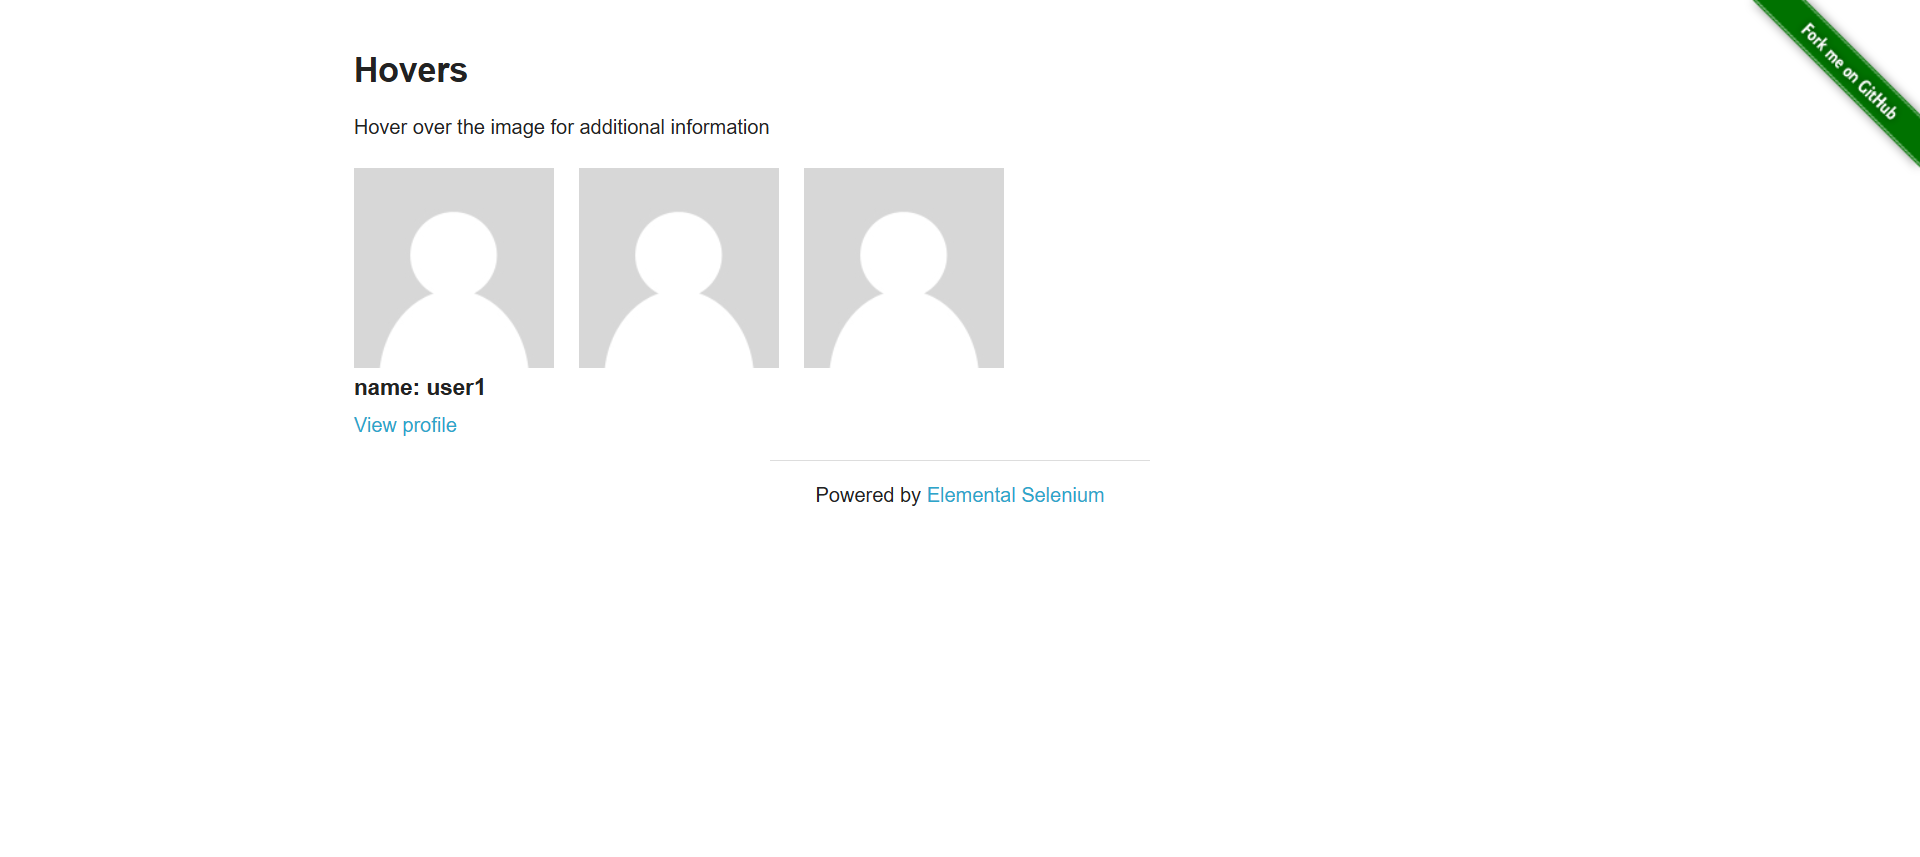 Fork me on GitHub
Hovers
Hover over the image for additional information
name: user1
View profile
Powered by Elemental Selenium